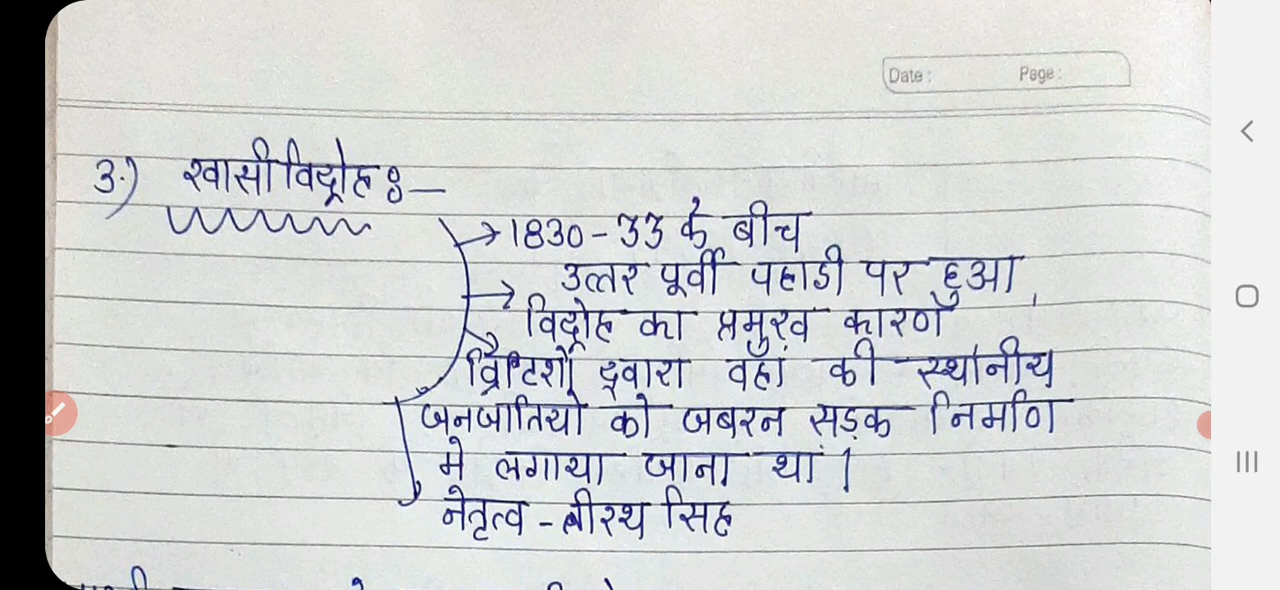 Date : Page :
3.) खासी विद्रोह :—
→ 1830-33 के बीच
उत्तर पूर्वी पहाडी पर हुआ,
→ विद्रोह का प्रमुख कारण
ब्रिटिशों द्वारा वहां की स्थानीय
जनजातियो को जबरन सड़क निर्माण
मे लगाया जाना था।
नेतृत्व - तीरथ सिह